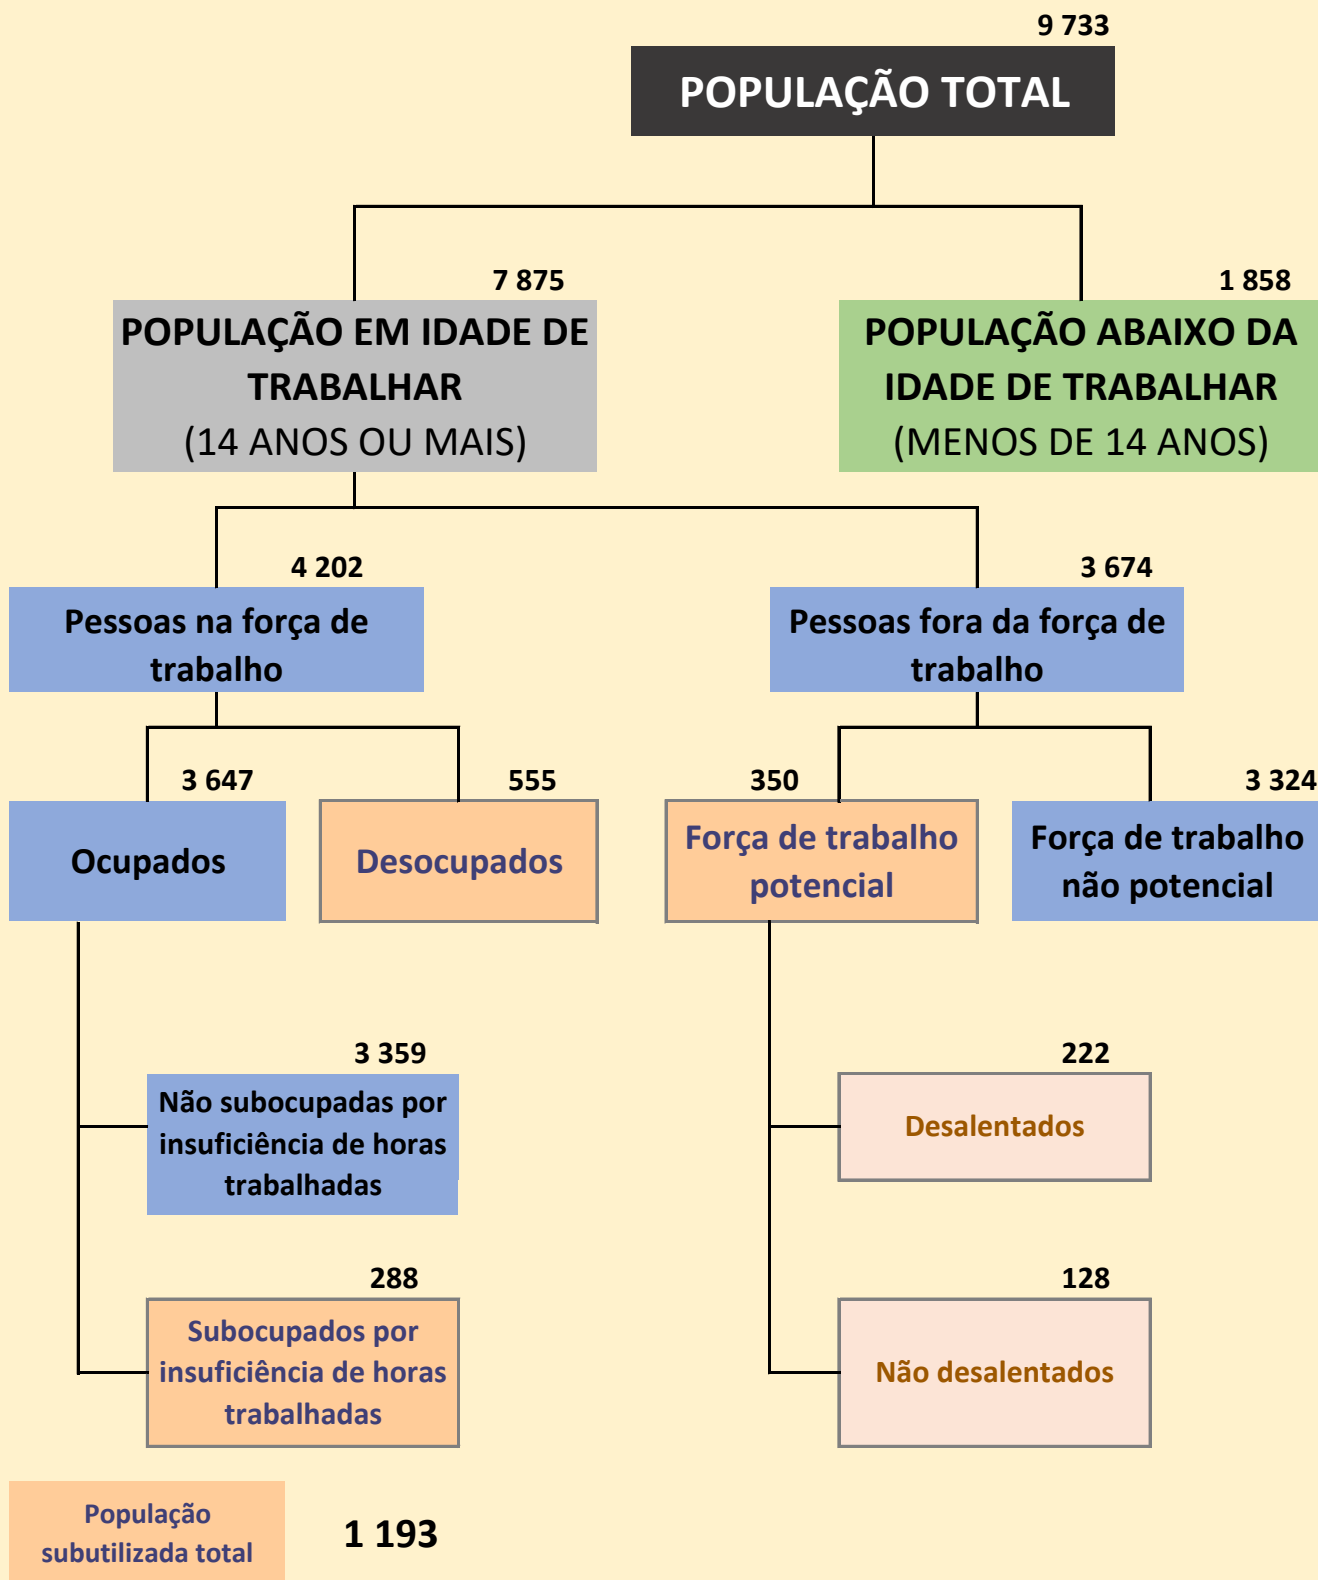 9 733
POPULAÇÃO TOTAL
7 875
POPULAÇÃO EM IDADE DE
TRABALHAR
(14 ANOS OU MAIS)
1 858
POPULAÇÃO ABAIXO DA
IDADE DE TRABALHAR
(MENOS DE 14 ANOS)
4 202
Pessoas na força de
trabalho
3 674
Pessoas fora da força de
trabalho
3 647
Ocupados
555
Desocupados
350
Força de trabalho
potencial
3 324
Força de trabalho
não potencial
3 359
Não subocupadas por
insuficiência de horas
trabalhadas
222
Desalentados
288
Subocupados por
insuficiência de horas
trabalhadas
128
Não desalentados
População
subutilizada total
1 193